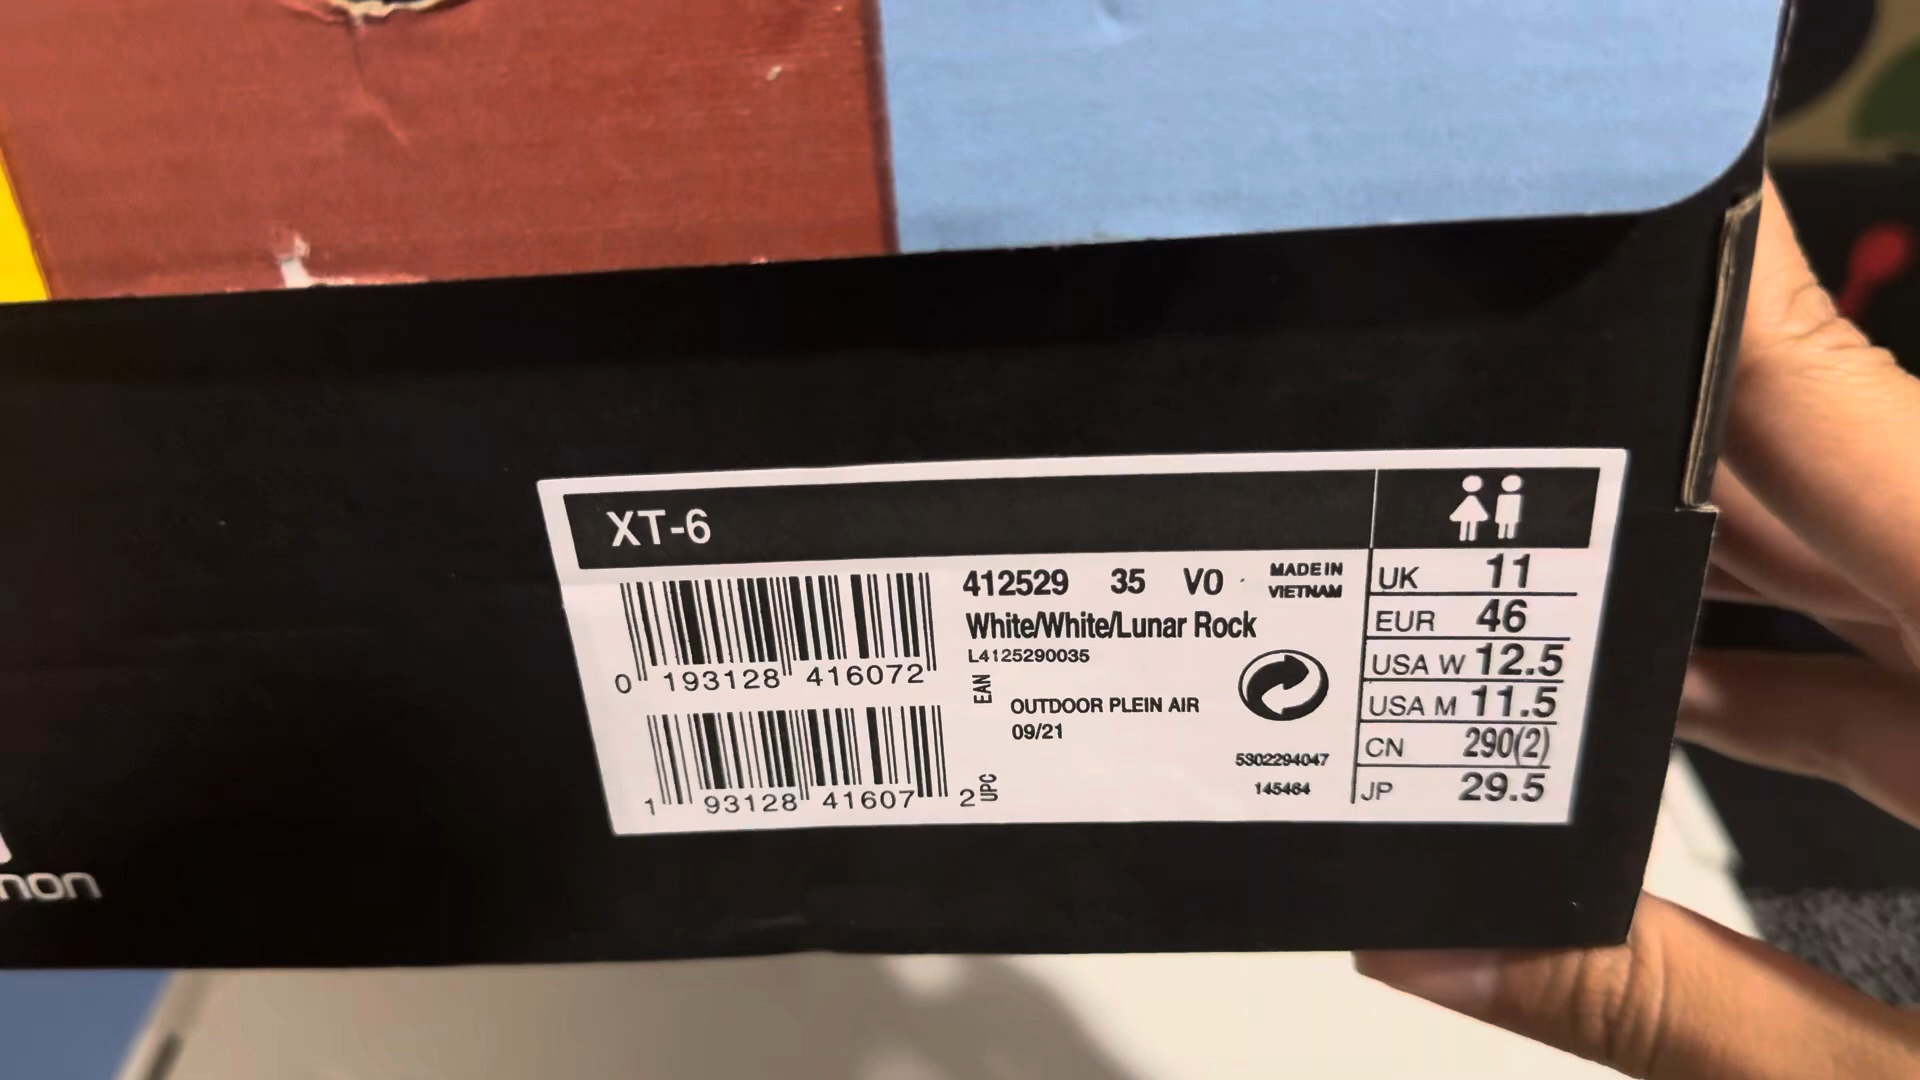 XT-6
412529 35 VO
MADE IN
VIETNAM
White/White/Lunar Rock
L4125290035
0 193128 416072
EAN
OUTDOOR PLEIN AIR
09/21
1 93128 41607 2
UPC
5302294047
145464
UK 11
EUR 46
USA W 12.5
USA M 11.5
CN 290(2)
JP 29.5
mon